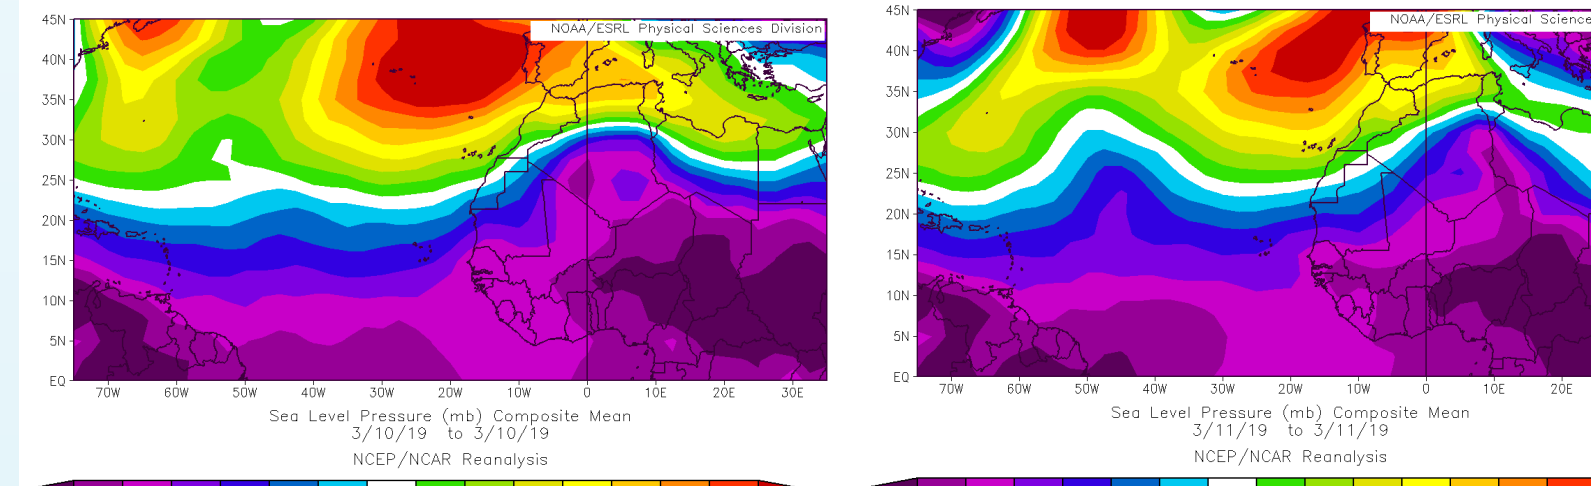 45N
NOAA/ESRL Physical Sciences Division
40N
35N
30N
25N
20N
15N
10N
5N
EQ
70W 60W 50W 40W 30W 20W 10W 0 10E 20E 30E
Sea Level Pressure (mb) Composite Mean
3/10/19 to 3/10/19
NCEP/NCAR Reanalysis
45N
NOAA/ESRL Physical Science
40N
35N
30N
25N
20N
15N
10N
5N
EQ
70W 60W 50W 40W 30W 20W 10W 0 10E 20E
Sea Level Pressure (mb) Composite Mean
3/11/19 to 3/11/19
NCEP/NCAR Reanalysis